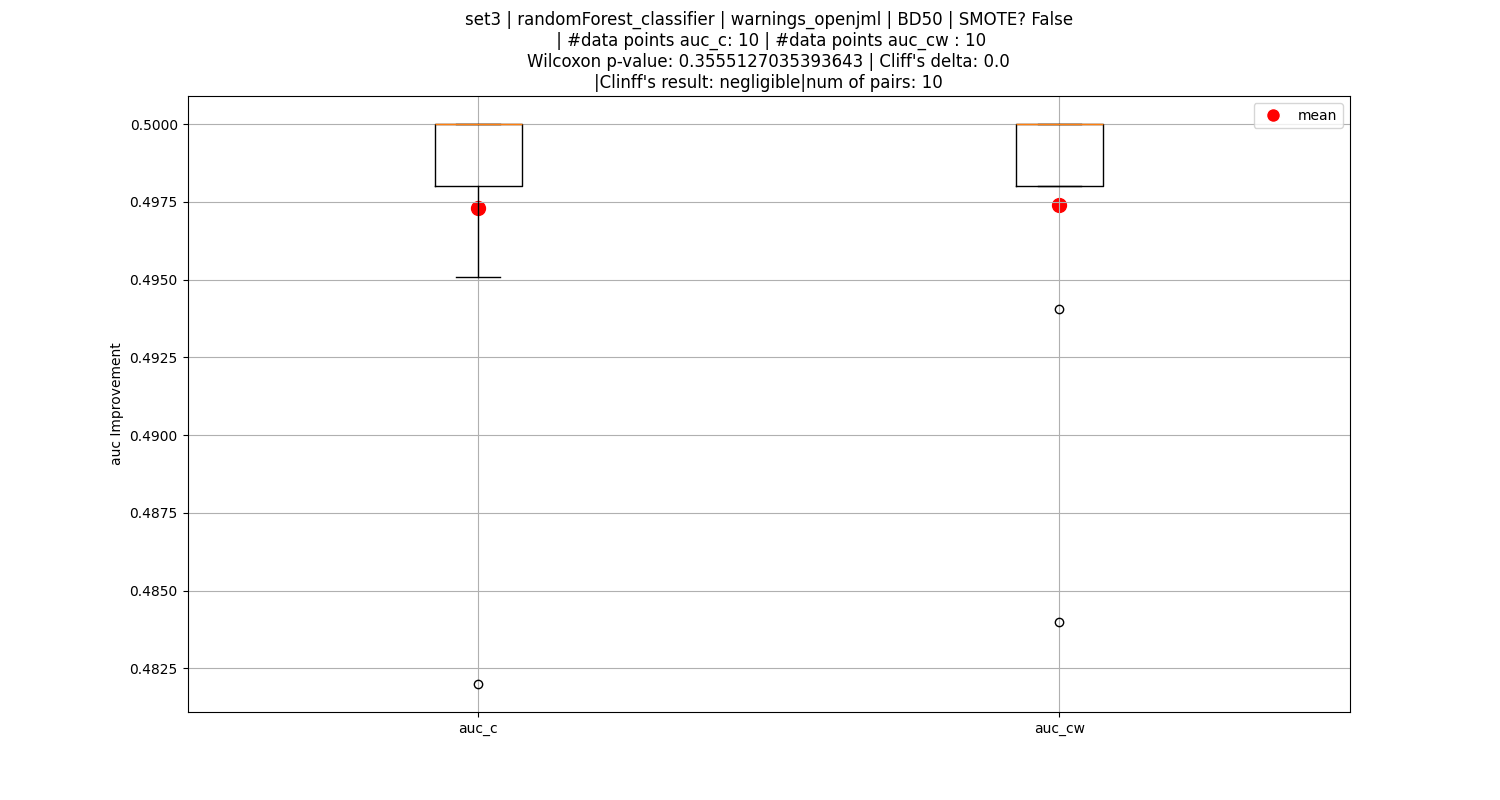 set3 | randomForest_classifier | warnings_openjml | BD50 | SMOTE? False
| #data points auc_c: 10 | #data points auc_cw : 10
Wilcoxon p-value: 0.3555127035393643 | Cliff's delta: 0.0
|Clinff's result: negligible|num of pairs: 10
mean
0.5000
0.4975
0.4950
0.4925
0.4900
0.4875
0.4850
0.4825
auc Improvement
auc_c
auc_cw